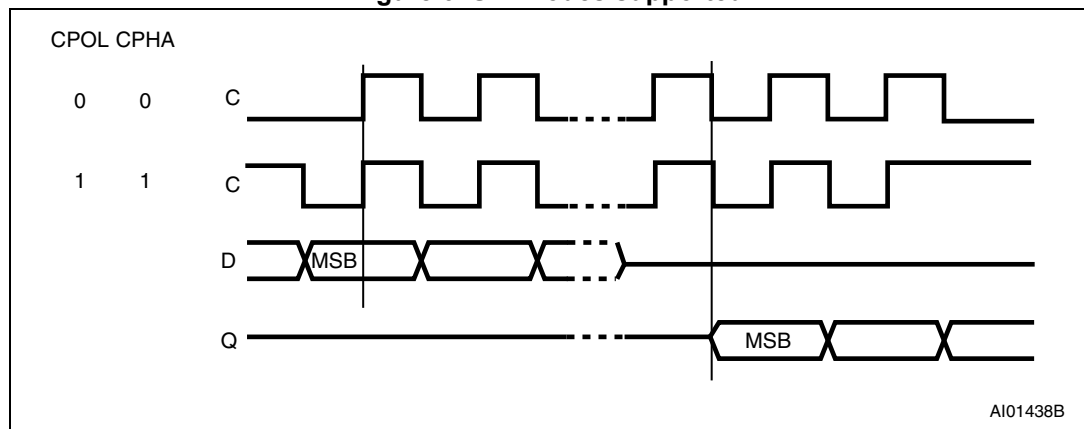 CPOL CPHA
0 0 C
1 1 C
D MSB
Q MSB
AI01438B